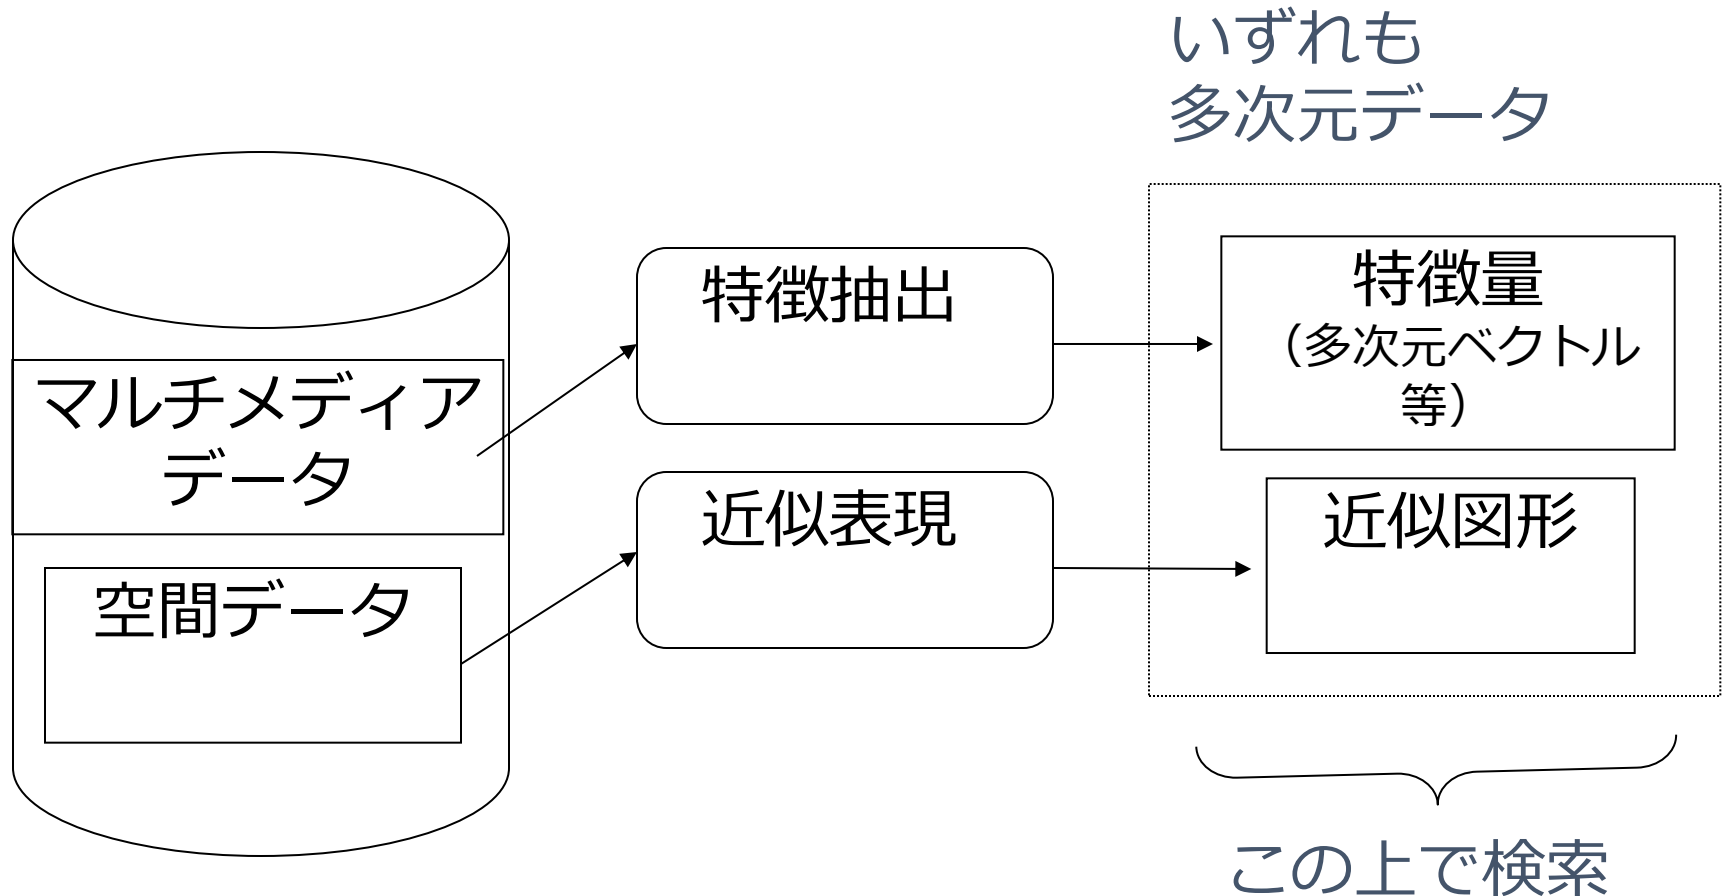 いずれも
多次元データ
マルチメディア
データ
空間データ
特徴抽出
近似表現
特徴量
（多次元ベクトル
等）
近似図形
この上で検索